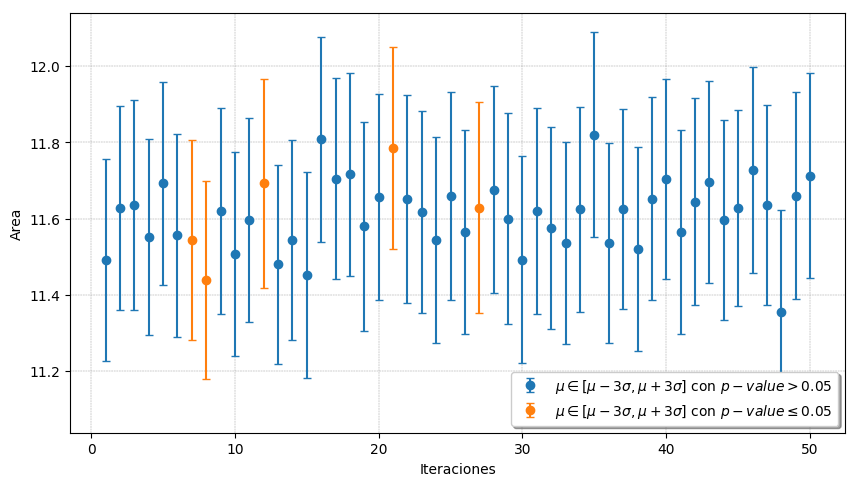 12.0
11.8
11.6
11.4
11.2
Area
0 10 20 30 40 50
Iteraciones
μ ∈ [μ − 3σ, μ + 3σ] con p − value > 0.05
μ ∈ [μ − 3σ, μ + 3σ] con p − value ≤ 0.05